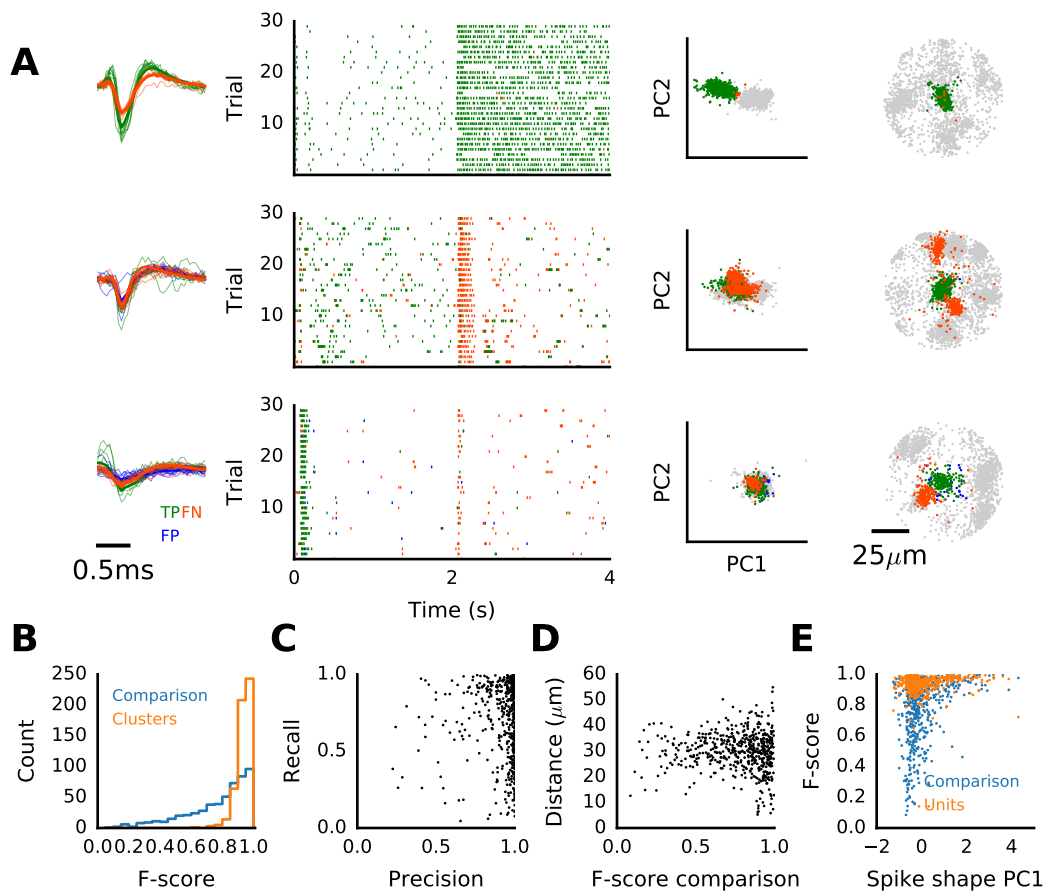 A
Trial
30
20
10
PC2
Trial
30
20
10
PC2
Trial
30
20
10
PC2
TP FN
FP
0.5ms
0 2 4
Time (s)
PC1
25μm
B
Count
250
200
150
100
50
0
Comparison
Clusters
0.0 0.2 0.4 0.6 0.8 1.0
F-score
C
Recall
1.0
0.5
0.0
0.0 0.5 1.0
Precision
D
Distance (μm)
60
50
40
30
20
10
0
0.0 0.5 1.0
F-score comparison
E
F-score
1.0
0.8
0.6
0.4
0.2
0.0
Comparison
Units
−2 0 2 4
Spike shape PC1